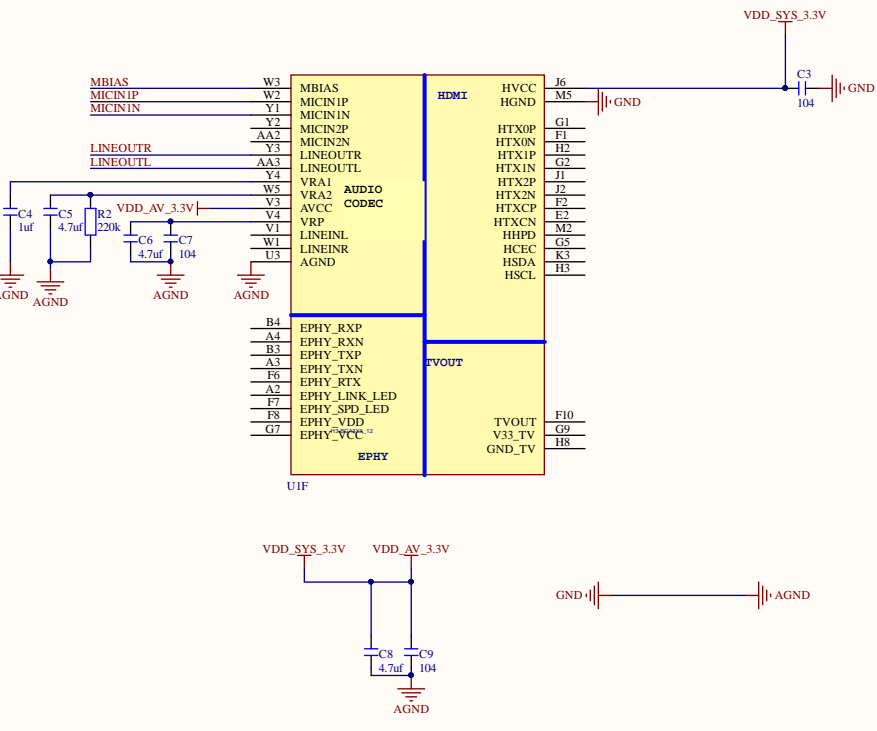 VDD_SYS_3.3V
C3
104
GND
GND
MBIAS
MICIN1P
MICIN1N
LINEOUTR
LINEOUTL
W3
W2
Y1
Y2
AA2
Y3
AA3
Y4
W5
V3
V4
V1
W1
U3
MBIAS
MICIN1P
MICIN1N
MICIN2P
MICIN2N
LINEOUTR
LINEOUTL
VRA1
VRA2
AVCC
VRP
LINEINL
LINEINR
AGND
AUDIO
CODEC
HDMI
HVCC
HGND
HTX0P
HTX0N
HTX1P
HTX1N
HTX2P
HTX2N
HTXCP
HTXCN
HHPD
HCEC
HSDA
HSCL
J6
M5
G1
F1
H2
G2
J1
J2
F2
E2
M2
G5
K3
H3
C4
1uf
C5
4.7uf
R2
220k
VDD_AV_3.3V
C6
4.7uf
C7
104
AGND
AGND
AGND
AGND
B4
A4
B3
A3
F6
A2
F7
F8
G7
EPHY_RXP
EPHY_RXN
EPHY_TXP
EPHY_TXN
EPHY_RTX
EPHY_LINK_LED
EPHY_SPD_LED
EPHY_VDD
EPHY_VCC
EPHY
TVOUT
TVOUT
V33_TV
GND_TV
F10
G9
H8
U1F
VDD_SYS_3.3V
VDD_AV_3.3V
C8
4.7uf
C9
104
AGND
GND
AGND